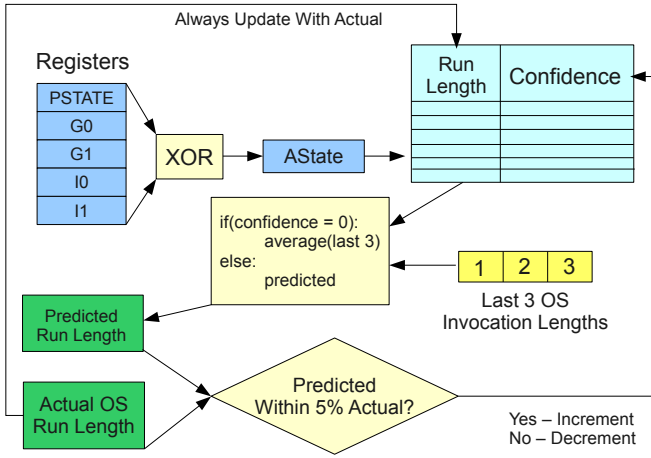 Always Update With Actual
Registers
PSTATE
G0
G1
I0
I1
XOR
AState
Run
Length
Confidence
if(confidence = 0):
average(last 3)
else:
predicted
1 2 3
Last 3 OS
Invocation Lengths
Predicted
Run Length
Actual OS
Run Length
Predicted
Within 5% Actual?
Yes – Increment
No – Decrement